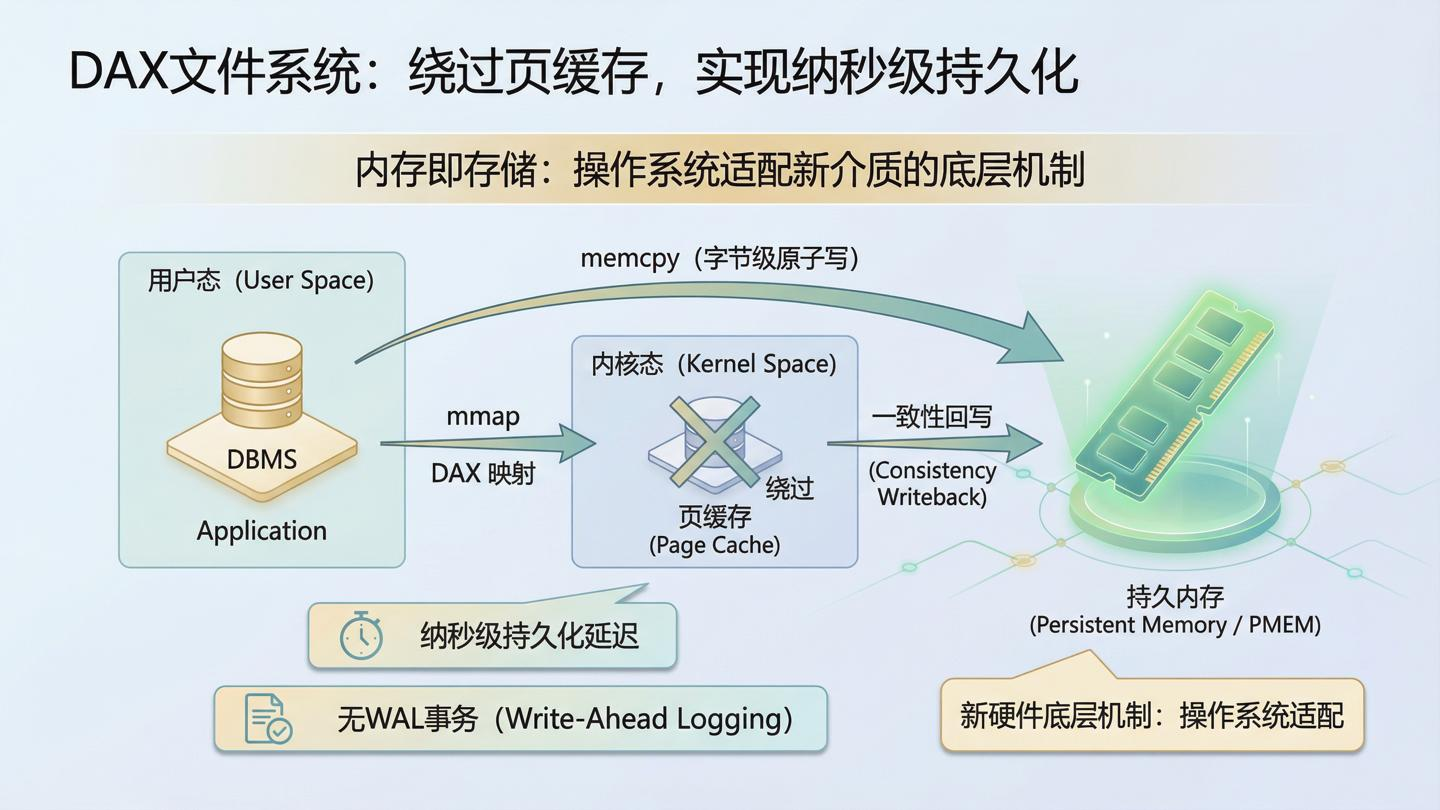 DAX文件系统：绕过页缓存，实现纳秒级持久化
内存即存储：操作系统适配新介质的底层机制
用户态（User Space）
DBMS
Application
memcpy（字节级原子写）
mmap
DAX 映射
内核态（Kernel Space）
绕过
页缓存
(Page Cache)
一致性回写
(Consistency
Writeback)
持久内存
(Persistent Memory / PMEM)
纳秒级持久化延迟
无WAL事务（Write-Ahead Logging）
新硬件底层机制：操作系统适配